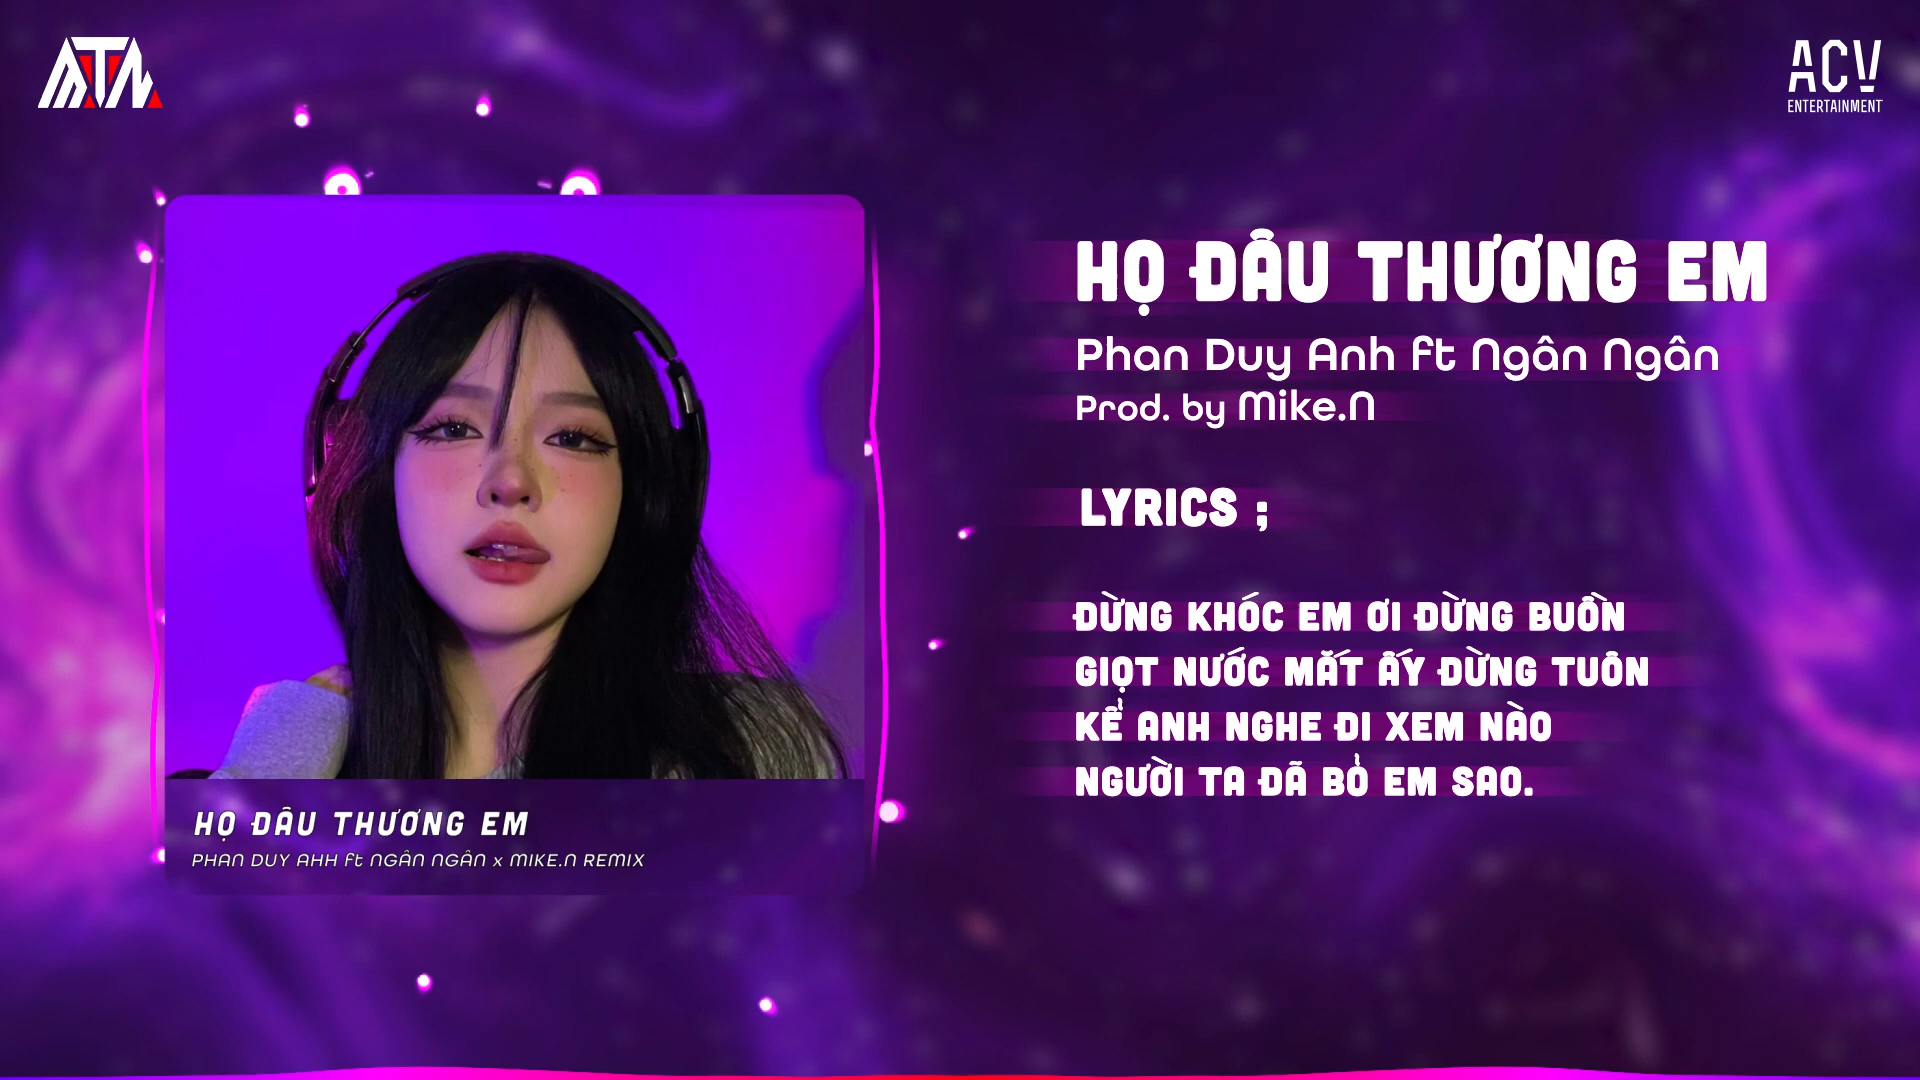 ATN
ACV
ENTERTAINMENT
HỌ ĐÂU THƯƠNG EM
Phan Duy Anh ft Ngân Ngân
Prod. by Mike.N
LYRICS ;
ĐỪNG KHÓC EM ƠI ĐỪNG BUỒN
GIỌT NƯỚC MẮT ẤY ĐỪNG TUÔN
KỂ ANH NGHE ĐI XEM NÀO
NGƯỜI TA ĐÃ BỎ EM SAO.
HỌ ĐÂU THƯƠNG EM
PHAN DUY AHH ft NGÂN NGÂN x MIKE.N REMIX